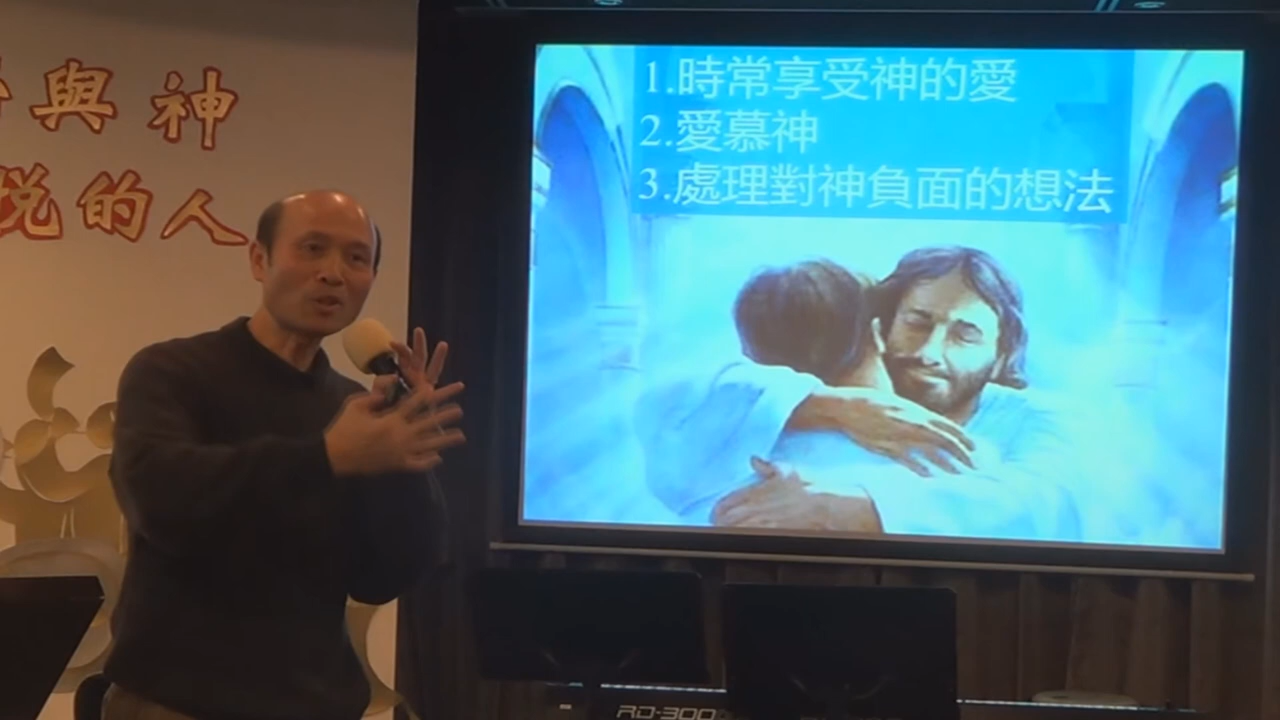 與神
悅的人
1.時常享受神的愛
2.愛慕神
3.處理對神負面的想法
RD-300